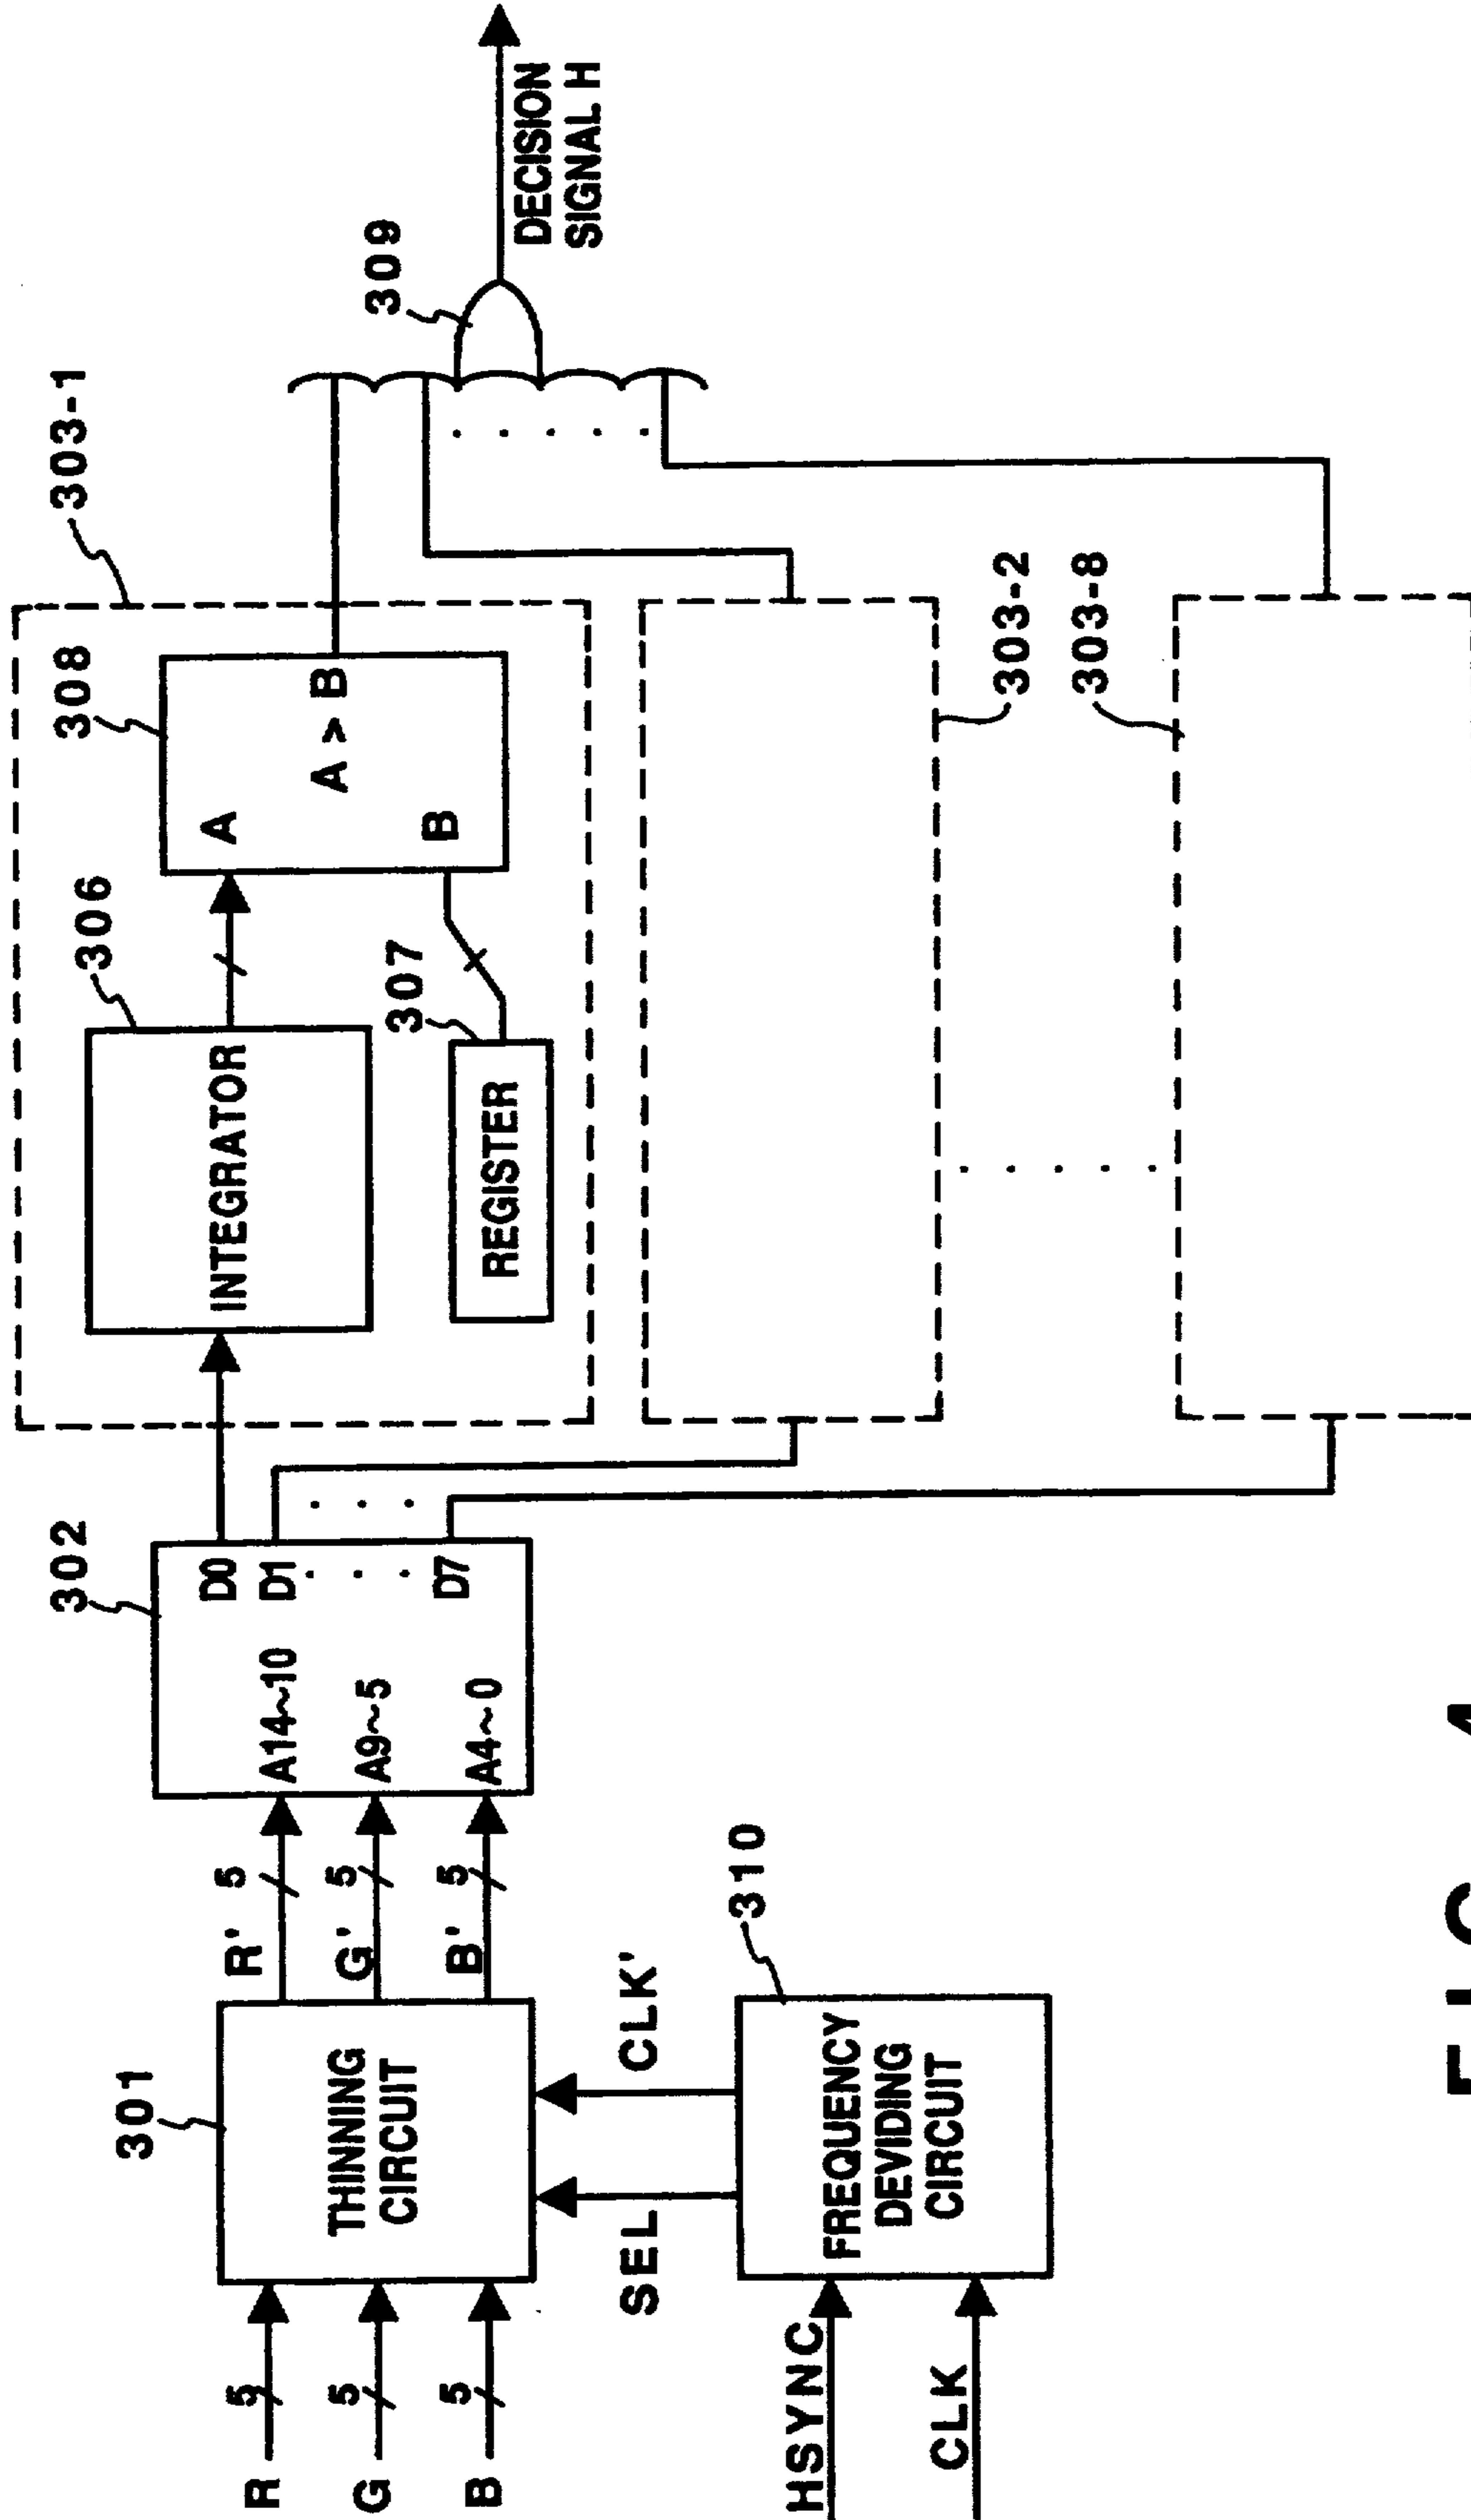 R
5
G
5
B
5
HSYNC
CLK
301
THINNING
CIRCUIT
SEL
CLK'
310
FREQUENCY
DEVIDING
CIRCUIT
R'
5
G'
5
B'
5
302
A14~10
A9~5
A4~0
D0
D1
D7
303-1
306
INTEGRATOR
307
REGISTER
308
A
B
A > B
303-2
303-8
309
DECISION
SIGNAL H